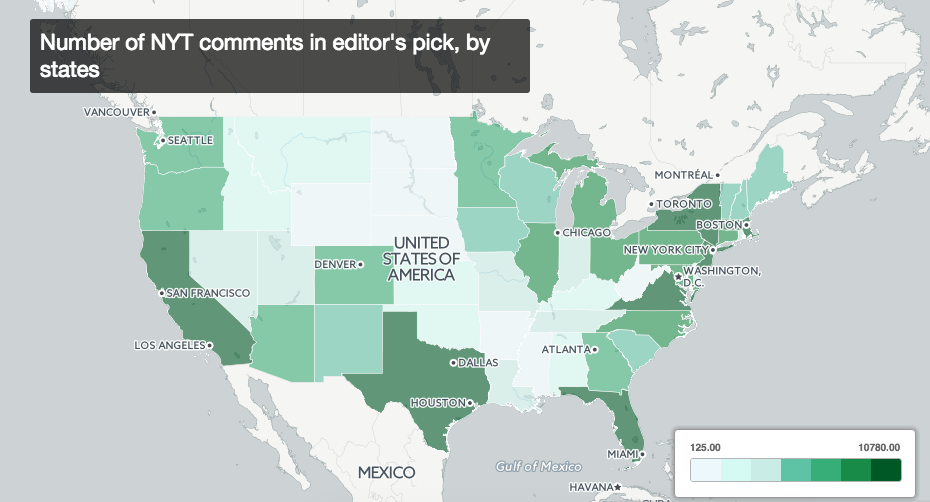 Number of NYT comments in editor's pick, by
states
VANCOUVER
SEATTLE
MONTRÉAL
TORONTO
BOSTON
CHICAGO
NEW YORK CITY
UNITED
STATES OF
AMERICA
DENVER
WASHINGTON,
D.C.
SAN FRANCISCO
LOS ANGELES
ATLANTA
DALLAS
HOUSTON
125.00 10780.00
MIAMI
Gulf of Mexico
MEXICO
HAVANA
CUBA